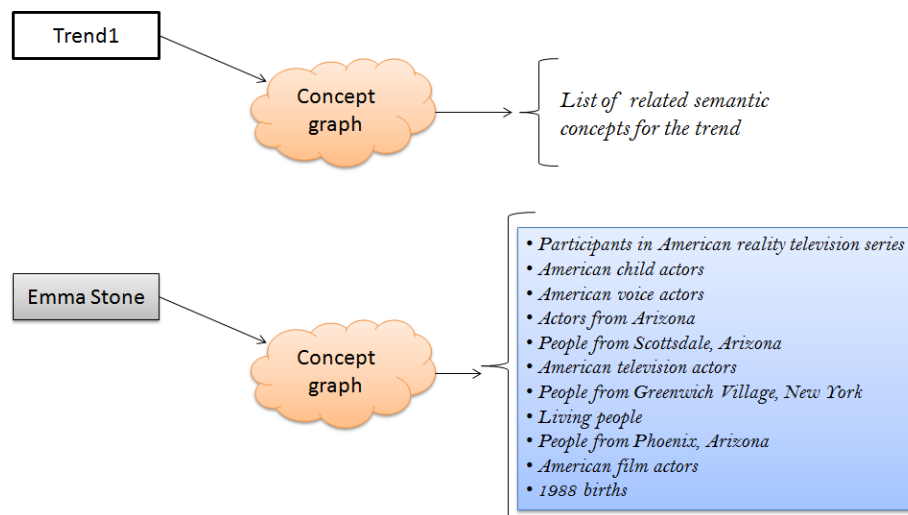 Trend1
Concept
graph
List of related semantic
concepts for the trend
Emma Stone
Concept
graph
• Participants in American reality television series
• American child actors
• American voice actors
• Actors from Arizona
• People from Scottsdale, Arizona
• American television actors
• People from Greenwich Village, New York
• Living people
• People from Phoenix, Arizona
• American film actors
• 1988 births